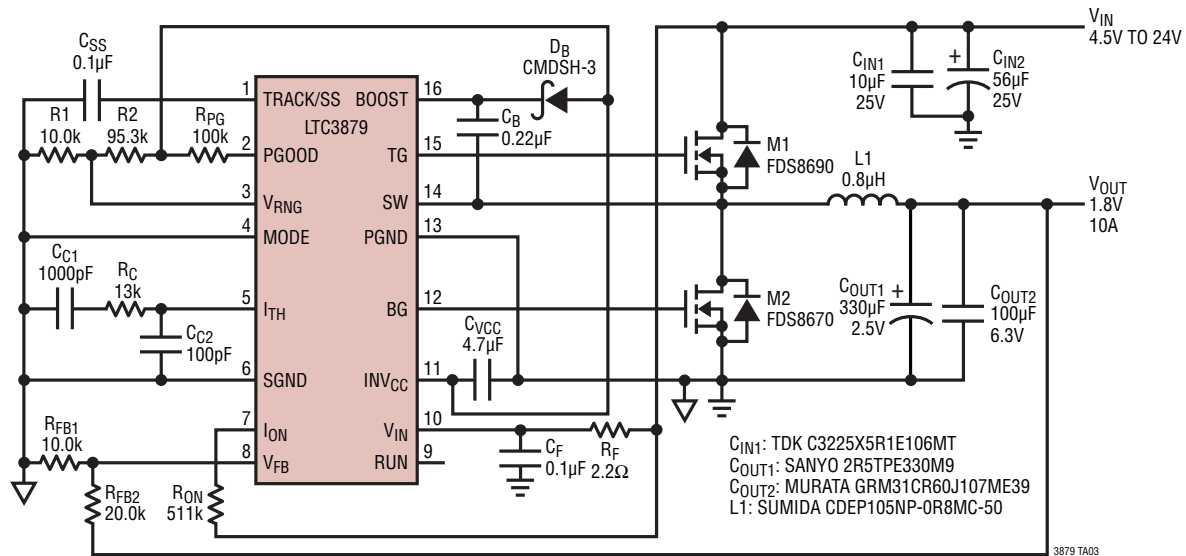 V_IN
4.5V TO 24V
C_SS
0.1µF
D_B
CMDSH-3
C_IN1
10µF
25V
+
C_IN2
56µF
25V
R1
10.0k
R2
95.3k
R_PG
100k
1
TRACK/SS
BOOST
16
LTC3879
C_B
0.22µF
2
PGOOD
TG
15
M1
FDS8690
L1
0.8µH
3
V_RNG
SW
14
V_OUT
1.8V
10A
4
MODE
PGND
13
C_C1
1000pF
R_C
13k
5
I_TH
BG
12
M2
FDS8670
C_OUT1
330µF
2.5V
+
C_OUT2
100µF
6.3V
C_C2
100pF
C_VCC
4.7µF
6
SGND
INV_CC
11
R_FB1
10.0k
7
I_ON
V_IN
10
8
V_FB
RUN
9
C_F
0.1µF
R_F
2.2Ω
R_FB2
20.0k
R_ON
511k
C_IN1: TDK C3225X5R1E106MT
C_OUT1: SANYO 2R5TPE330M9
C_OUT2: MURATA GRM31CR60J107ME39
L1: SUMIDA CDEP105NP-0R8MC-50
3879 TA03